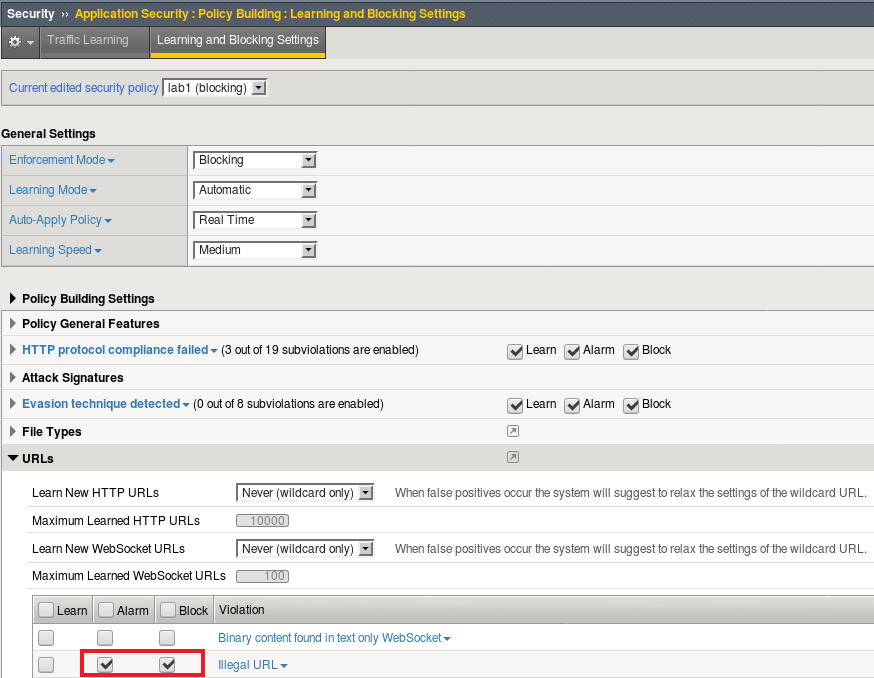 Security ›› Application Security : Policy Building : Learning and Blocking Settings
Traffic Learning Learning and Blocking Settings
Current edited security policy lab1 (blocking)
General Settings
Enforcement Mode Blocking
Learning Mode Automatic
Auto-Apply Policy Real Time
Learning Speed Medium
Policy Building Settings
Policy General Features
HTTP protocol compliance failed (3 out of 19 subviolations are enabled) Learn Alarm Block
Attack Signatures
Evasion technique detected (0 out of 8 subviolations are enabled) Learn Alarm Block
File Types
URLs
Learn New HTTP URLs Never (wildcard only) When false positives occur the system will suggest to relax the settings of the wildcard URL.
Maximum Learned HTTP URLs 10000
Learn New WebSocket URLs Never (wildcard only) When false positives occur the system will suggest to relax the settings of the wildcard URL.
Maximum Learned WebSocket URLs 100
Learn Alarm Block Violation
Binary content found in text only WebSocket
Illegal URL